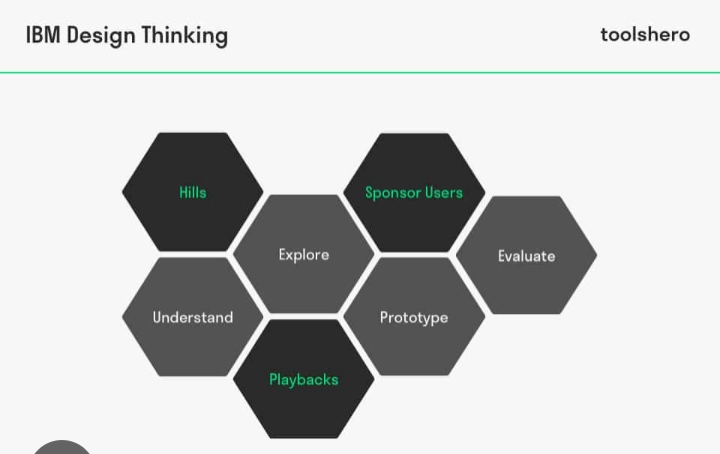 IBM Design Thinking
toolshero
Hills
Sponsor Users
Explore
Evaluate
Understand
Prototype
Playbacks